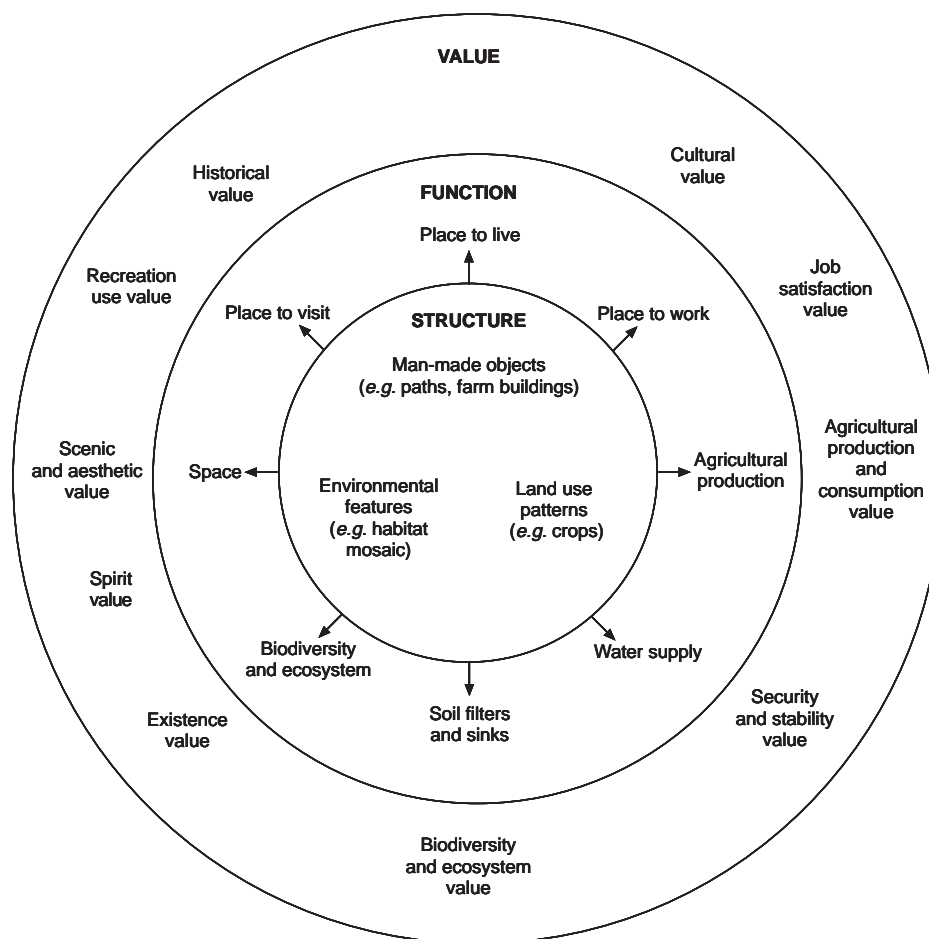 VALUE
Historical
value
Cultural
value
Recreation
use value
Job
satisfaction
value
Scenic
and aesthetic
value
Agricultural
production
and
consumption
value
Spirit
value
Existence
value
Security
and stability
value
Biodiversity
and ecosystem
value
FUNCTION
Place to live
Place to visit
Place to work
Space
Agricultural
production
Biodiversity
and ecosystem
Water supply
Soil filters
and sinks
STRUCTURE
Man-made objects
(e.g. paths, farm buildings)
Environmental
features
(e.g. habitat
mosaic)
Land use
patterns
(e.g. crops)